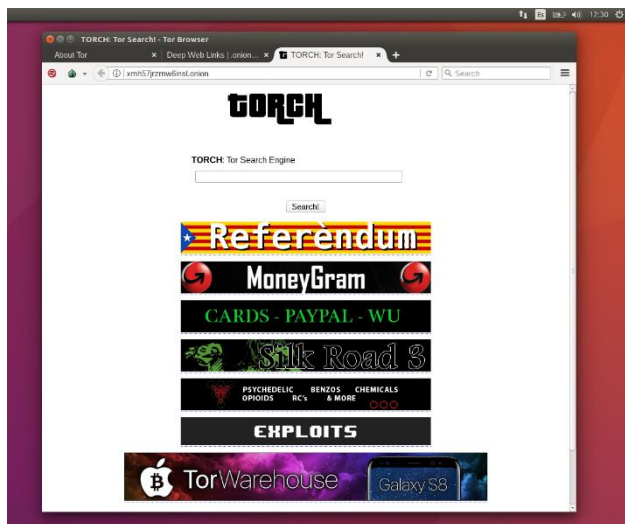 Es 12:30
TORCH: Tor Search! - Tor Browser
About Tor × Deep Web Links | .onion... × TORCH: Tor Search! × +
xmh57jrzrnw6insl.onion Search
TORCH
TORCH: Tor Search Engine
Search!
Referèndum
MoneyGram
CARDS - PAYPAL - WU
Silk Road 3
PSYCHEDELIC BENZOS CHEMICALS
OPIOIDS RC's & MORE
EXPLOITS
TorWarehouse Galaxy S8